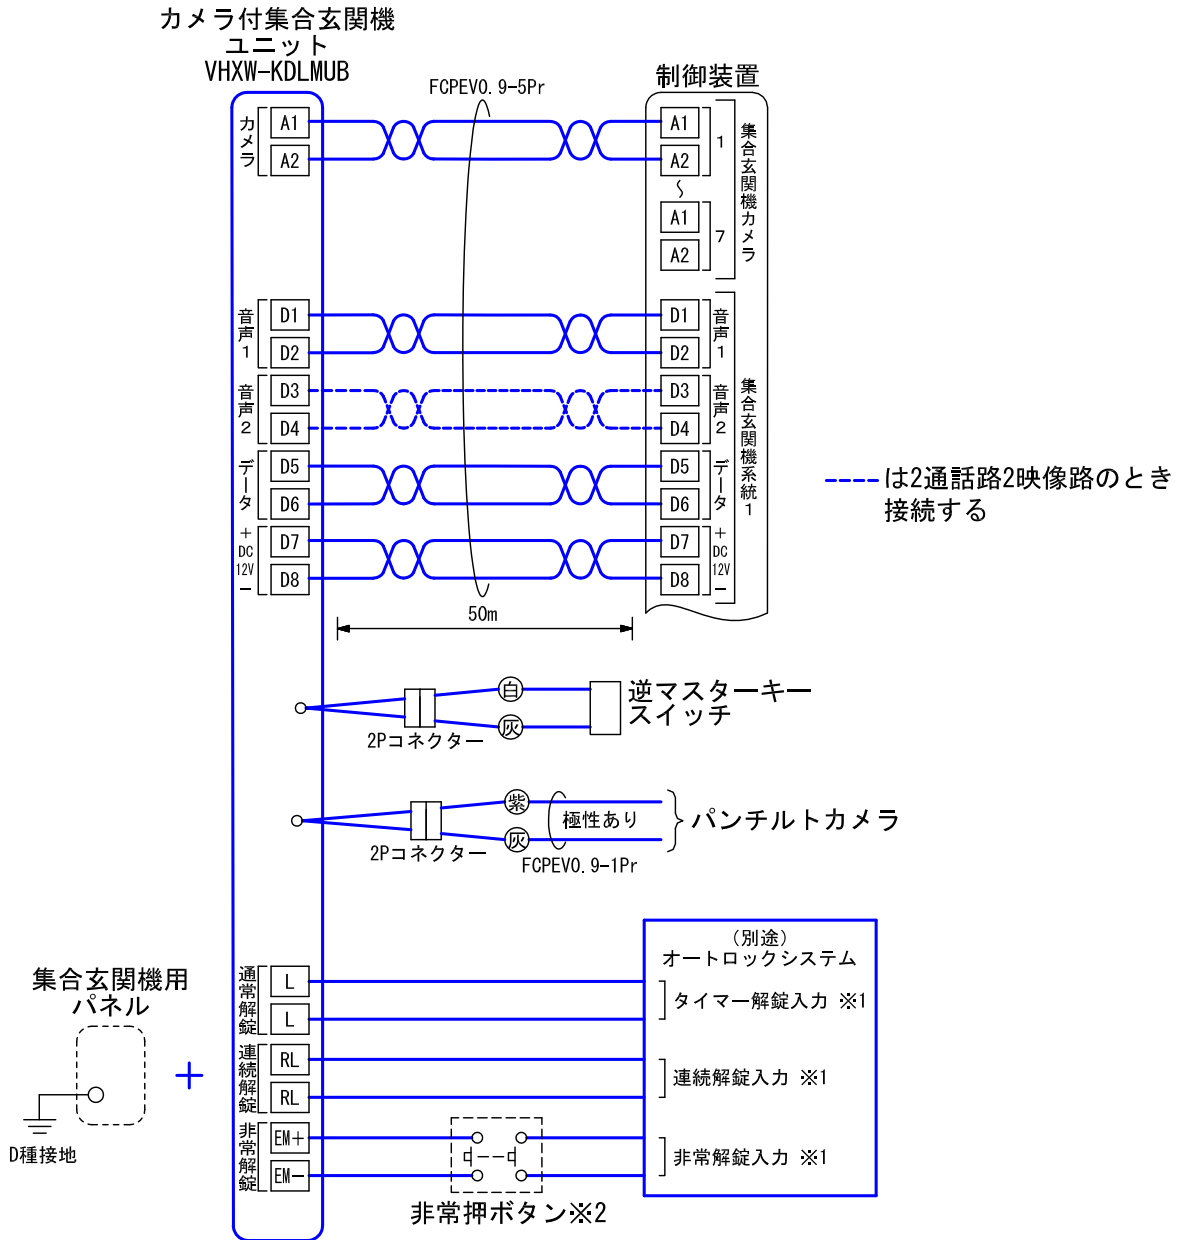 カメラ付集合玄関機
ユニット
VHXW-KDLMUB
FCPEV0.9-5Pr
制御装置
カメラ
A1
A2
A1
A2
1
〜
A1
A2
7
集合玄関機カメラ
音声1
D1
D2
D1
D2
音声1
音声2
D3
D4
D3
D4
音声2
データ
D5
D6
D5
D6
データ
+
DC
12V
-
D7
D8
D7
D8
+
DC
12V
-
集合玄関機系統1
は2通話路2映像路のとき
接続する
50m
白
灰
2Pコネクター
逆マスターキー
スイッチ
紫
灰
2Pコネクター
極性あり
FCPEV0.9-1Pr
パンチルトカメラ
集合玄関機用
パネル
D種接地
+
通常解錠
L
L
連続解錠
RL
RL
非常解錠
EM+
EM-
非常押ボタン※2
(別途)
オートロックシステム
タイマー解錠入力 ※1
連続解錠入力 ※1
非常解錠入力 ※1